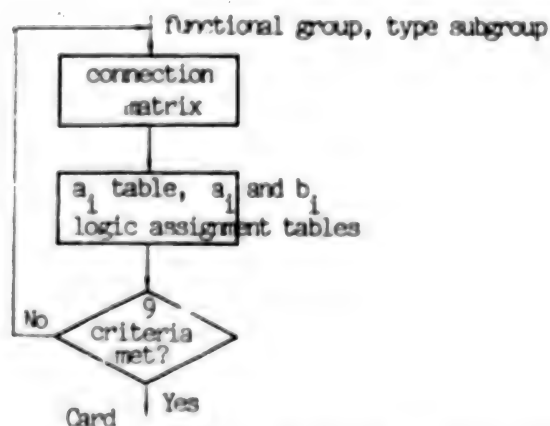 functional group, type subgroup
connection
matrix
a_i table, a_i and b_i
logic assignment tables
9
criteria
met?
No
Yes
Card